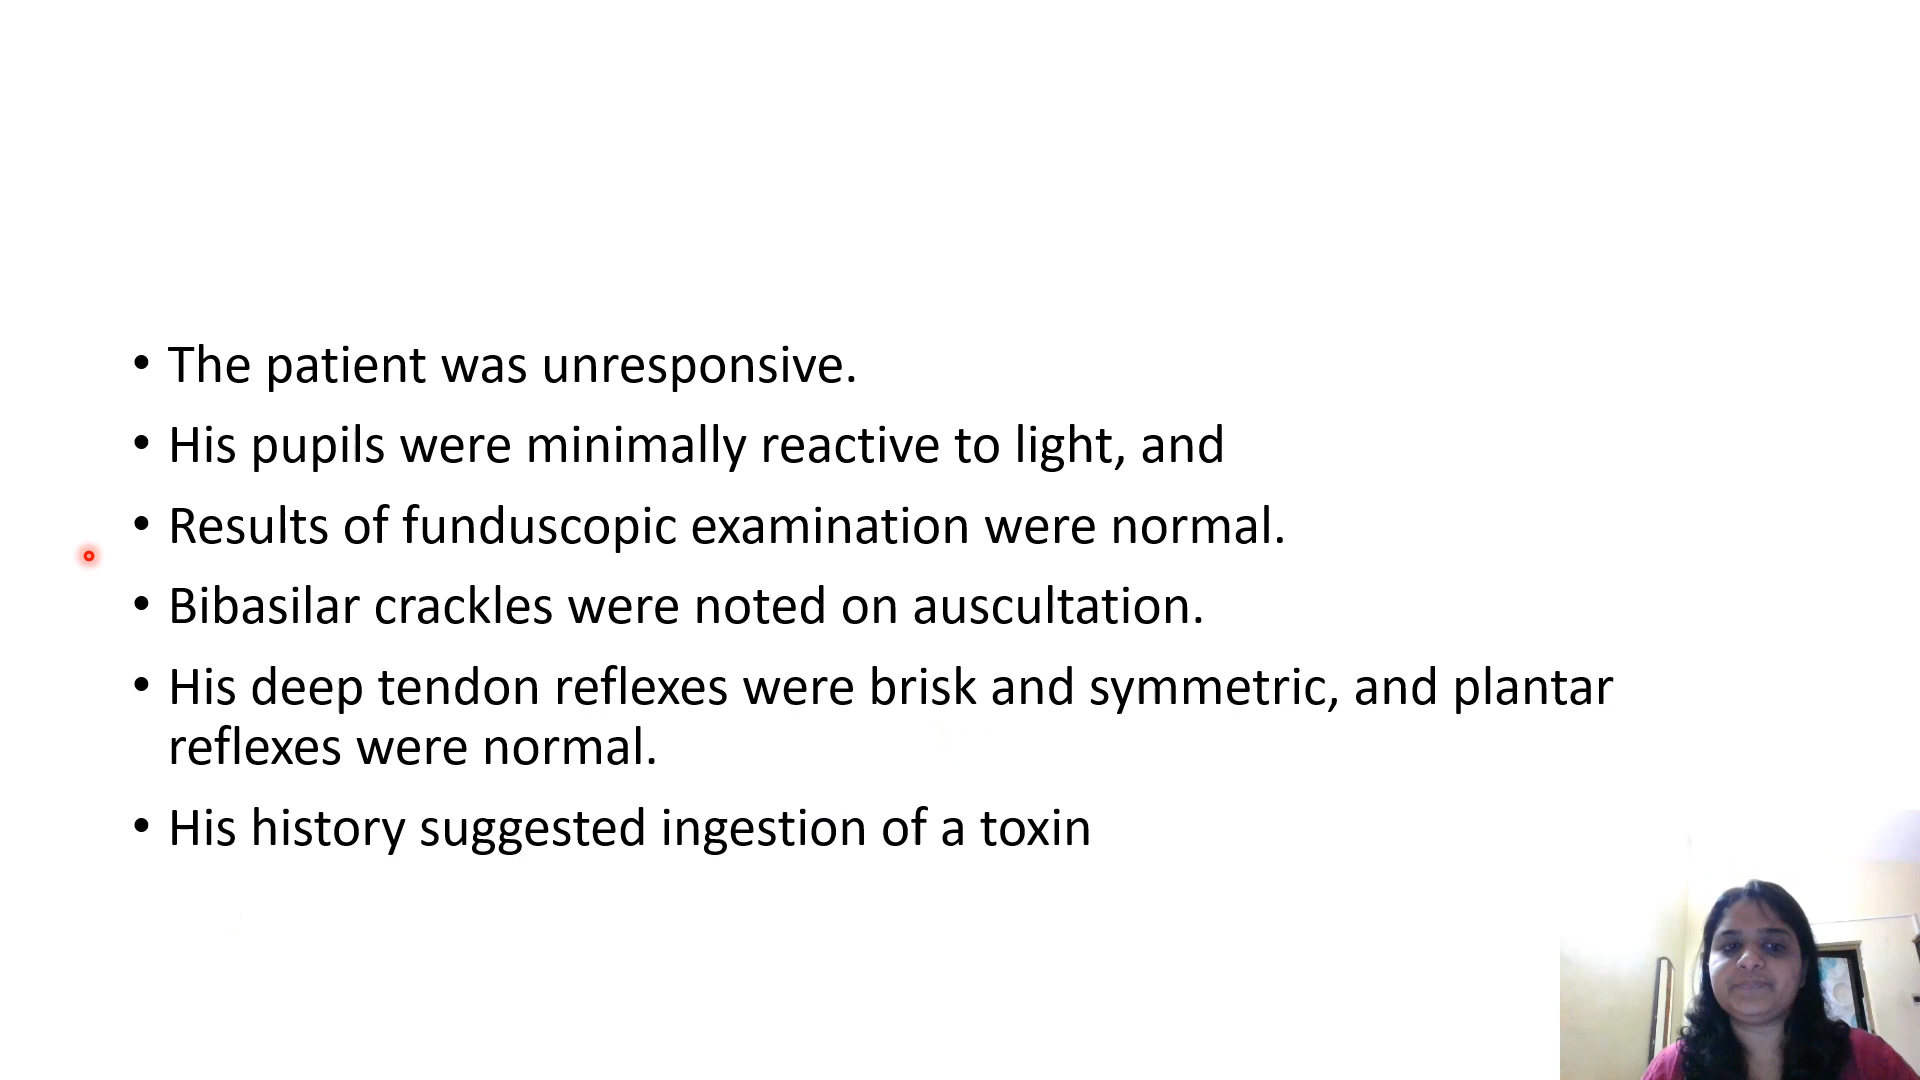 • The patient was unresponsive.
• His pupils were minimally reactive to light, and
• Results of funduscopic examination were normal.
• Bibasilar crackles were noted on auscultation.
• His deep tendon reflexes were brisk and symmetric, and plantar
reflexes were normal.
• His history suggested ingestion of a toxin